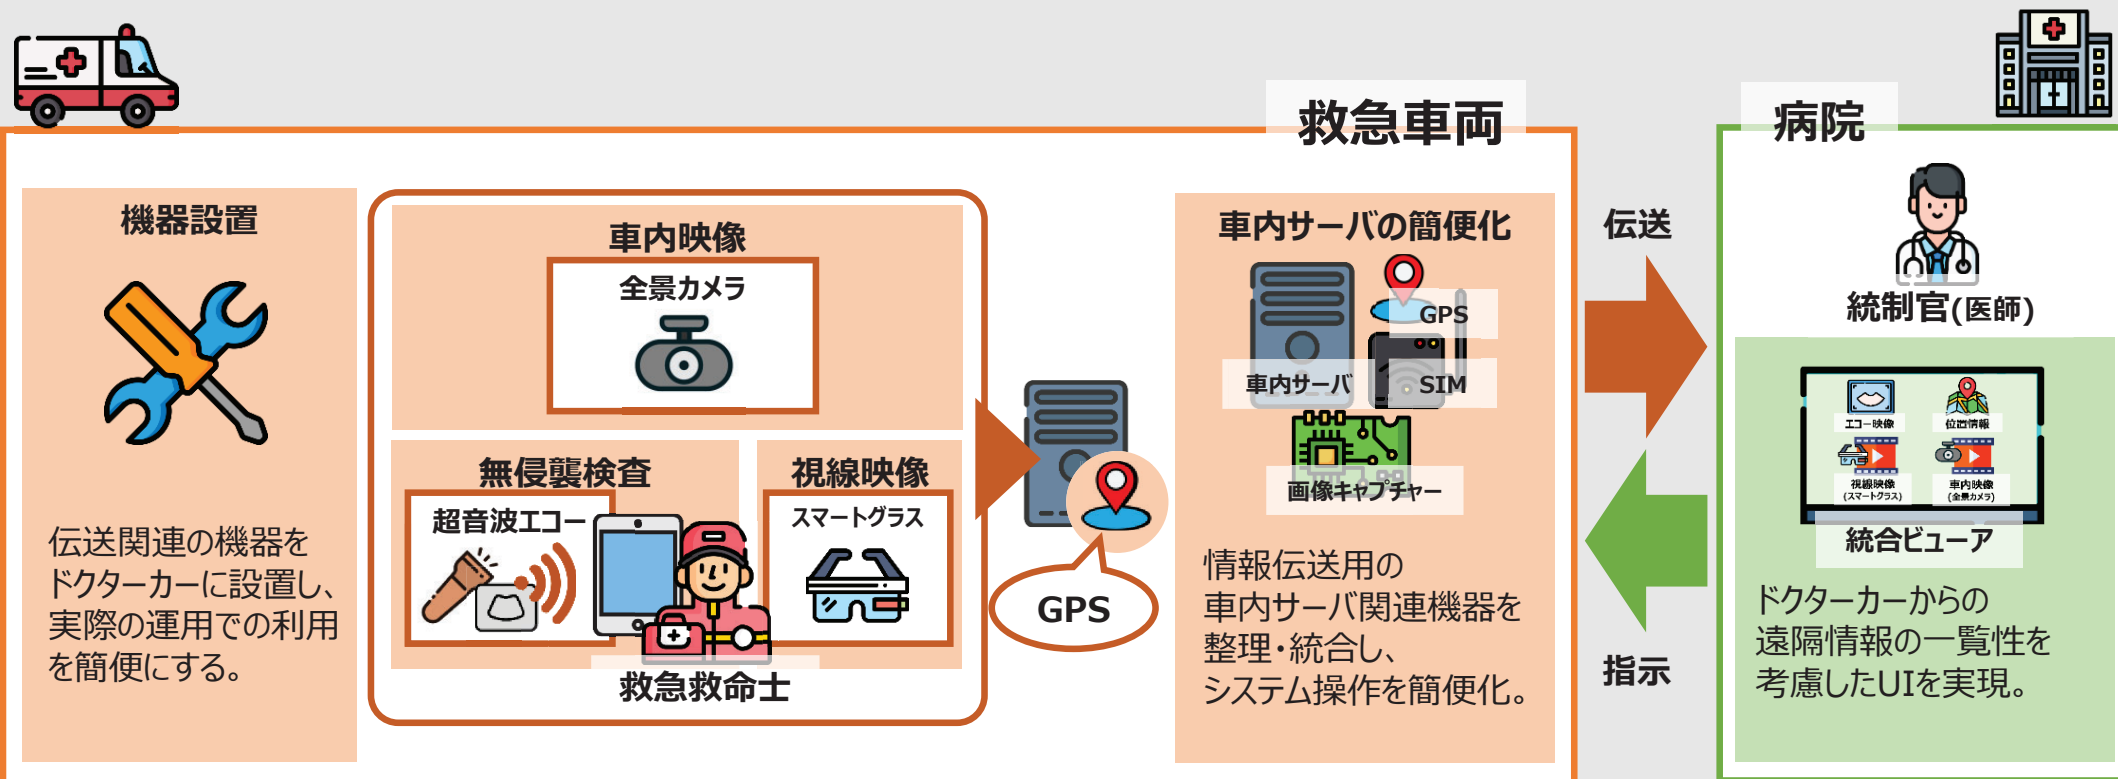 救急車両
病院
機器設置
伝送関連の機器を
ドクターカーに設置し、
実際の運用での利用
を簡便にする。
車内映像
全景カメラ
無侵襲検査
超音波エコー
視線映像
スマートグラス
救急救命士
GPS
車内サーバの簡便化
GPS
車内サーバ
SIM
画像キャプチャー
情報伝送用の
車内サーバ関連機器を
整理・統合し、
システム操作を簡便化。
伝送
指示
統制官(医師)
エコー映像
位置情報
視線映像
(スマートグラス)
車内映像
(全景カメラ)
統合ビューア
ドクターカーからの
遠隔情報の一覧性を
考慮したUIを実現。